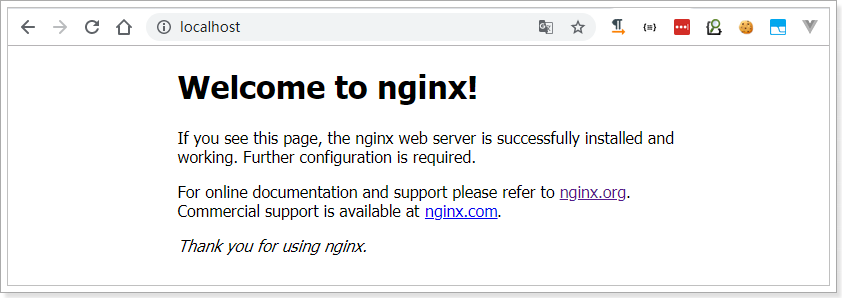 localhost
Welcome to nginx!
If you see this page, the nginx web server is successfully installed and
working. Further configuration is required.
For online documentation and support please refer to nginx.org.
Commercial support is available at nginx.com.
Thank you for using nginx.